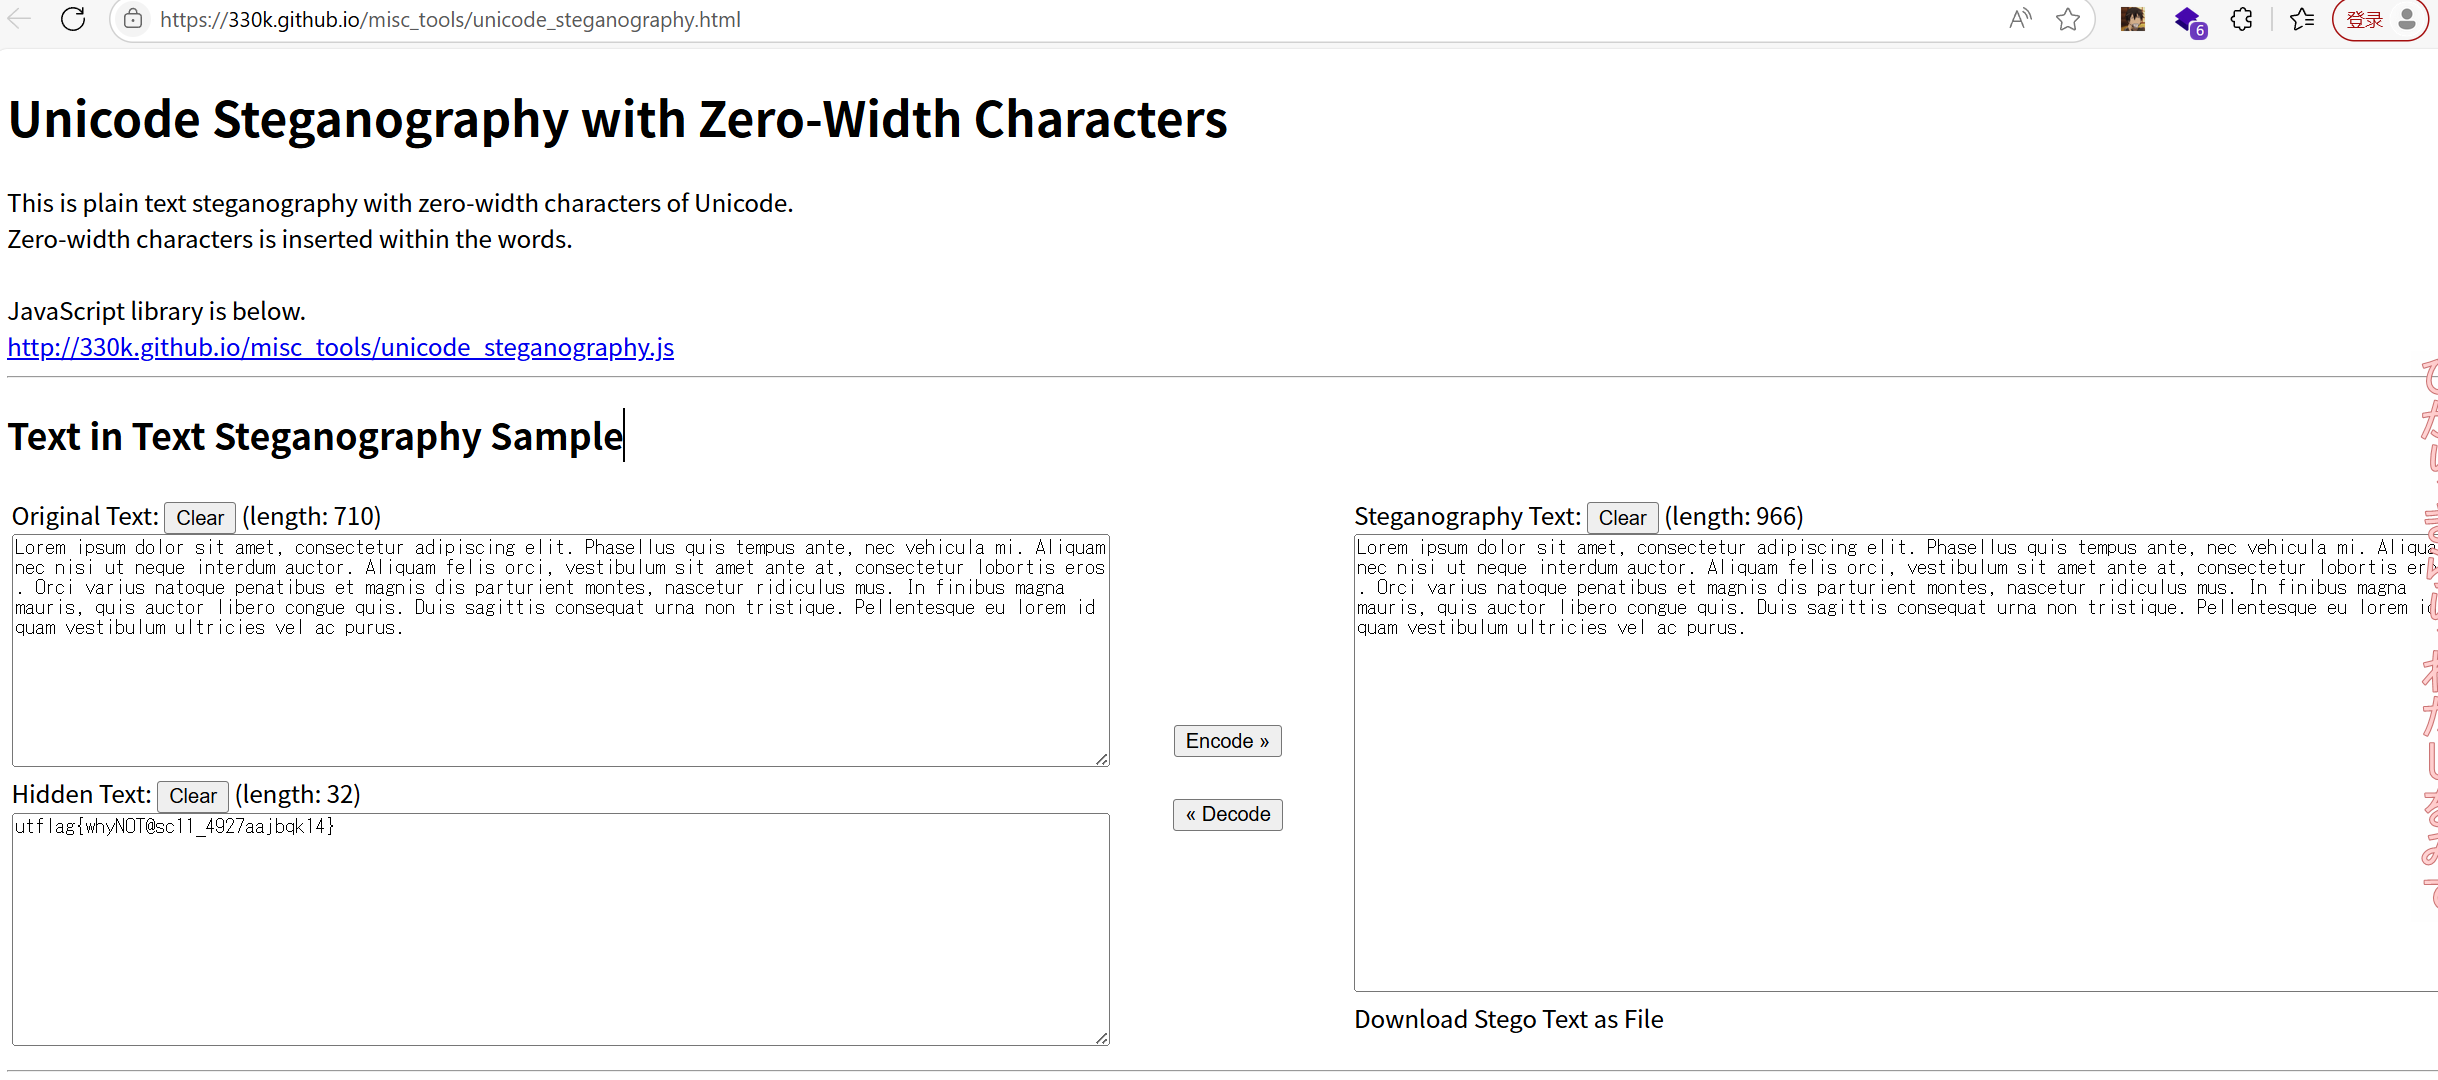 https://330k.github.io/misc_tools/unicode_steganography.html
6
登录
Unicode Steganography with Zero-Width Characters
This is plain text steganography with zero-width characters of Unicode.
Zero-width characters is inserted within the words.
JavaScript library is below.
http://330k.github.io/misc_tools/unicode_steganography.js
Text in Text Steganography Sample
Original Text: Clear (length: 710)
Lorem ipsum dolor sit amet, consectetur adipiscing elit. Phasellus quis tempus ante, nec vehicula mi. Aliquam
nec nisi ut neque interdum auctor. Aliquam felis orci, vestibulum sit amet ante at, consectetur lobortis eros
. Orci varius natoque penatibus et magnis dis parturient montes, nascetur ridiculus mus. In finibus magna
mauris, quis auctor libero congue quis. Duis sagittis consequat urna non tristique. Pellentesque eu lorem id
quam vestibulum ultricies vel ac purus.
Hidden Text: Clear (length: 32)
utflag{whyNOT@sc11_4927aajbqk14}
Encode »
« Decode
Steganography Text: Clear (length: 966)
Lorem ipsum dolor sit amet, consectetur adipiscing elit. Phasellus quis tempus ante, nec vehicula mi.
nec nisi ut neque interdum auctor. Aliquam felis orci, vestibulum sit amet ante at, consectetur lobortis
. Orci varius natoque penatibus et magnis dis parturient montes, nascetur ridiculus mus. In finibus magna
mauris, quis auctor libero congue quis. Duis sagittis consequat urna non tristique. Pellentesque eu lorem
quam vestibulum ultricies vel ac purus.
Download Stego Text as File